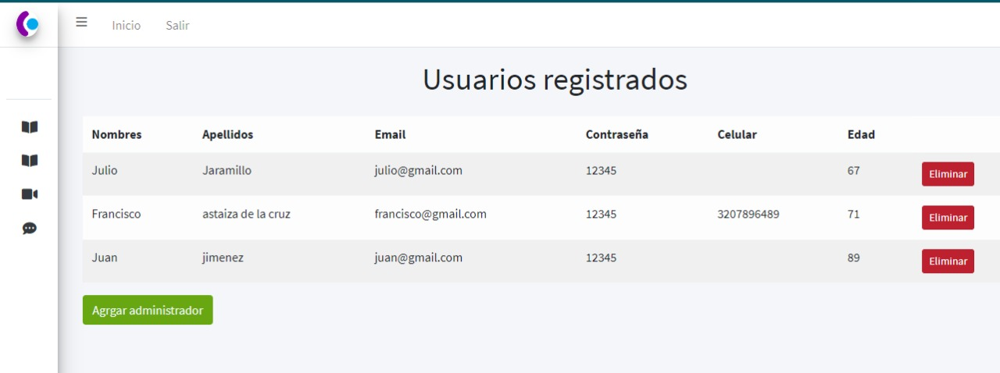 Inicio Salir
Usuarios registrados
Nombres Apellidos Email Contraseña Celular Edad
Julio Jaramillo julio@gmail.com 12345 67 Eliminar
Francisco astaiza de la cruz francisco@gmail.com 12345 3207896489 71 Eliminar
Juan jimenez juan@gmail.com 12345 89 Eliminar
Agrgar administrador